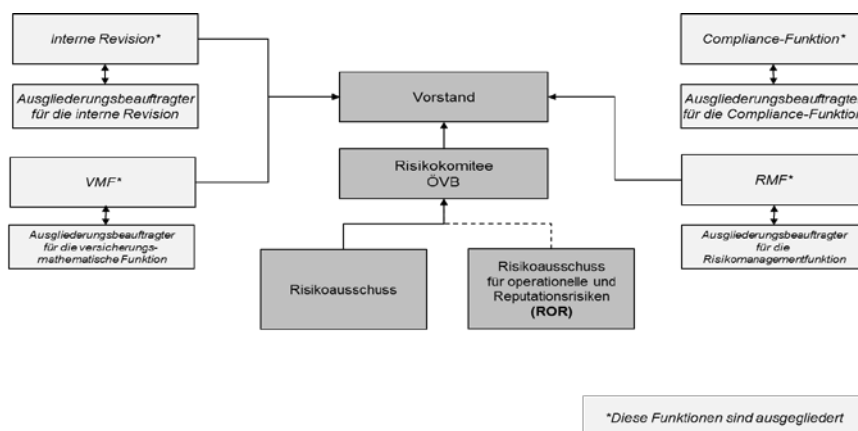 Interne Revision*
Ausgliederungsbeauftragter
für die interne Revision
VMF*
Ausgliederungsbeauftragter
für die versicherungs-
mathematische Funktion
Vorstand
Risikokomitee
ÖVB
Risikoausschuss
Risikoausschuss
für operationelle und
Reputationsrisiken
(ROR)
Compliance-Funktion*
Ausgliederungsbeauftragter
für die Compliance-Funktion
RMF*
Ausgliederungsbeauftragter
für die
Risikomanagementfunktion
*Diese Funktionen sind ausgegliedert